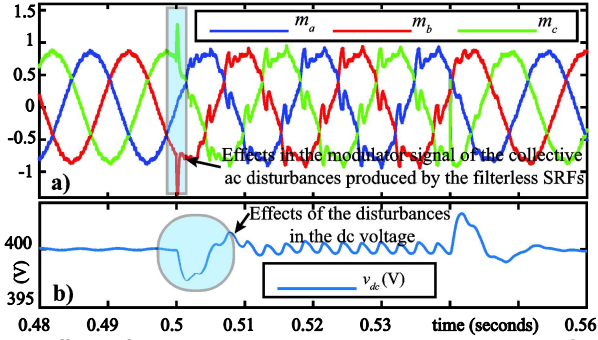 1.5
1
0.5
0
-0.5
-1
a)
m_a
m_b
m_c
Effects in the modulator signal of the collective
ac disturbances produced by the filterless SRFs
400
(V)
395
b)
Effects of the disturbances
in the dc voltage
v_dc(V)
0.48 0.49 0.5 0.51 0.52 0.53 time (seconds) 0.56